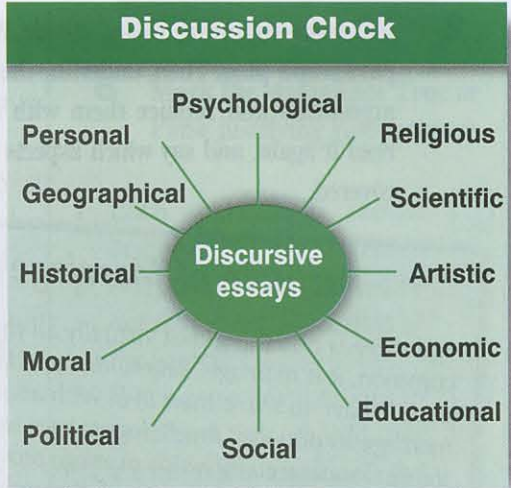 Discussion Clock
Psychological
Personal
Religious
Geographical
Scientific
Discursive
essays
Historical
Artistic
Moral
Economic
Educational
Political
Social